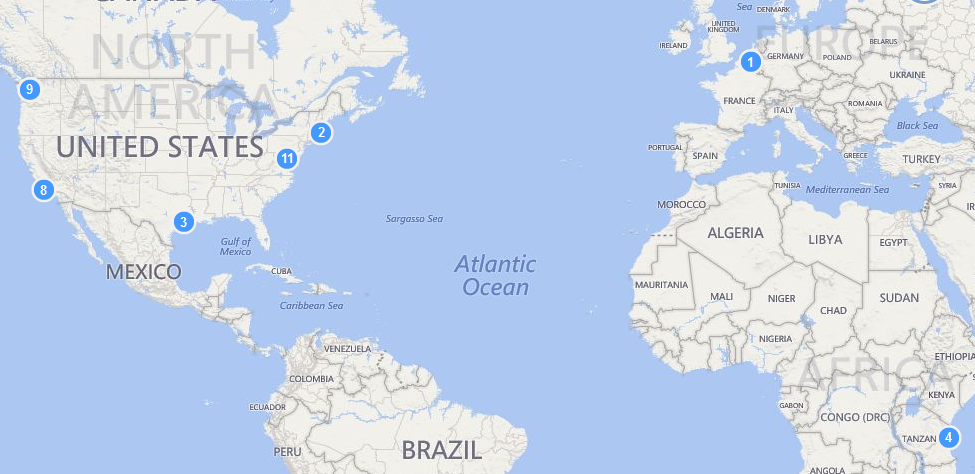 Sea
DENMARK
UNITED
KINGDOM
IRELAND
NORTH
AMERICA
EUROPE
BELARUS
1
GERMANY
POLAND
UKRAINE
9
FRANCE
ITALY
ROMANIA
2
UNITED STATES
11
Black Sea
PORTUGAL
SPAIN
GREECE
TURKEY
8
TUNISIA
Mediterranean Sea
SYRIA
3
Sargasso Sea
MOROCCO
IR
Gulf of
Mexico
ALGERIA
LIBYA
EGYPT
MEXICO
CUBA
Atlantic
Ocean
MAURITANIA
MALI
NIGER
SUDAN
Caribbean Sea
CHAD
NIGERIA
VENEZUELA
ETHIOPIA
COLOMBIA
AFRICA
KENYA
ECUADOR
GABON
CONGO (DRC)
TANZAN
4
PERU
BRAZIL
ANGOLA